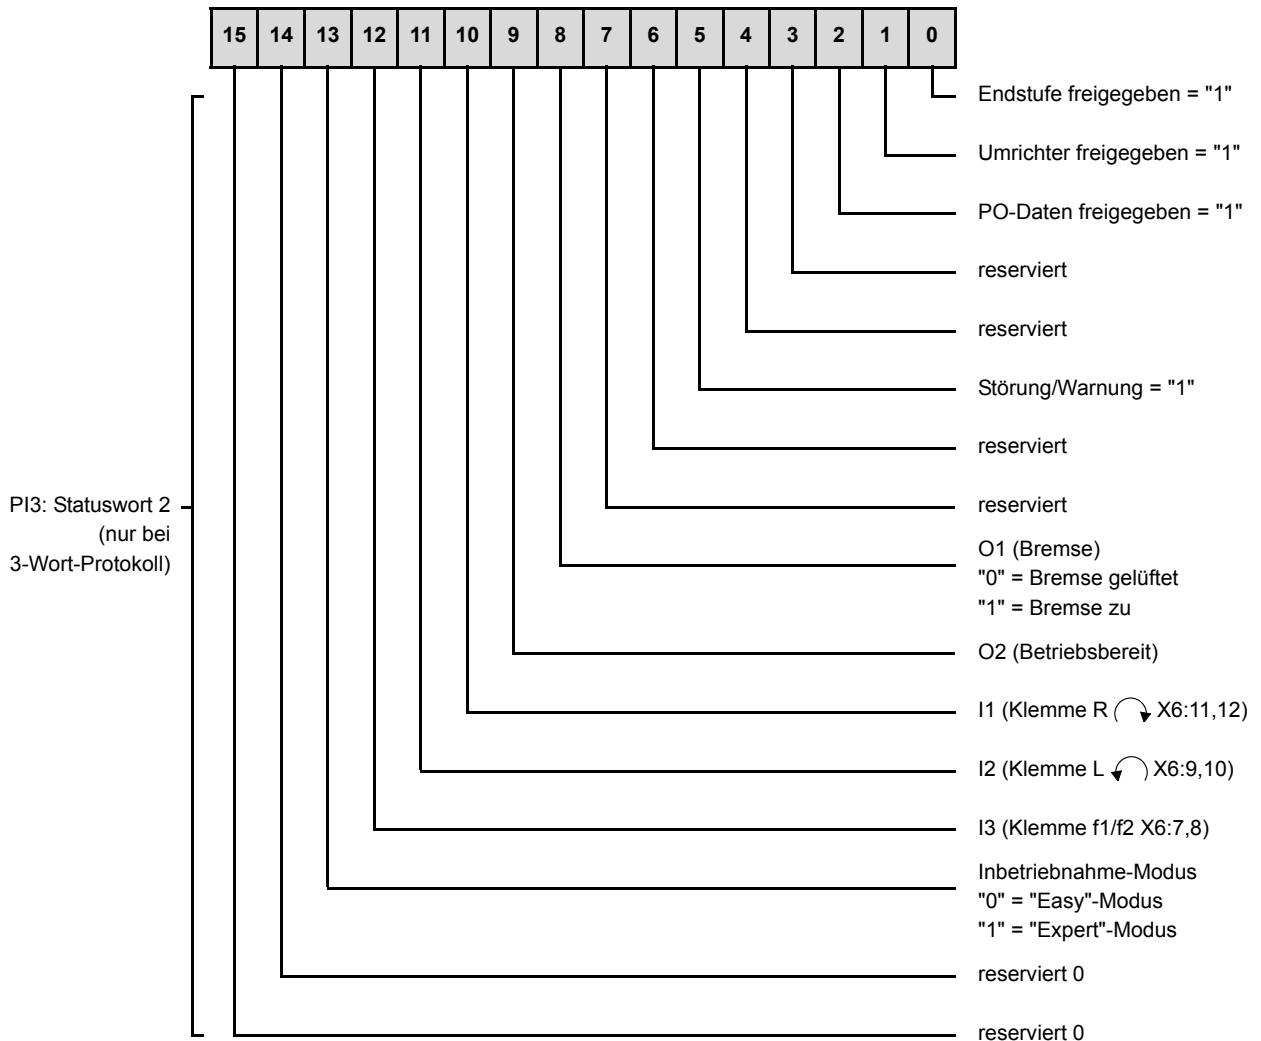 15 14 13 12 11 10 9 8 7 6 5 4 3 2 1 0
Endstufe freigegeben = "1"
Umrichter freigegeben = "1"
PO-Daten freigegeben = "1"
reserviert
reserviert
Störung/Warnung = "1"
reserviert
PI3: Statuswort 2
(nur bei
3-Wort-Protokoll)
reserviert
O1 (Bremse)
"0" = Bremse gelüftet
"1" = Bremse zu
O2 (Betriebsbereit)
I1 (Klemme R X6:11,12)
I2 (Klemme L X6:9,10)
I3 (Klemme f1/f2 X6:7,8)
Inbetriebnahme-Modus
"0" = "Easy"-Modus
"1" = "Expert"-Modus
reserviert 0
reserviert 0